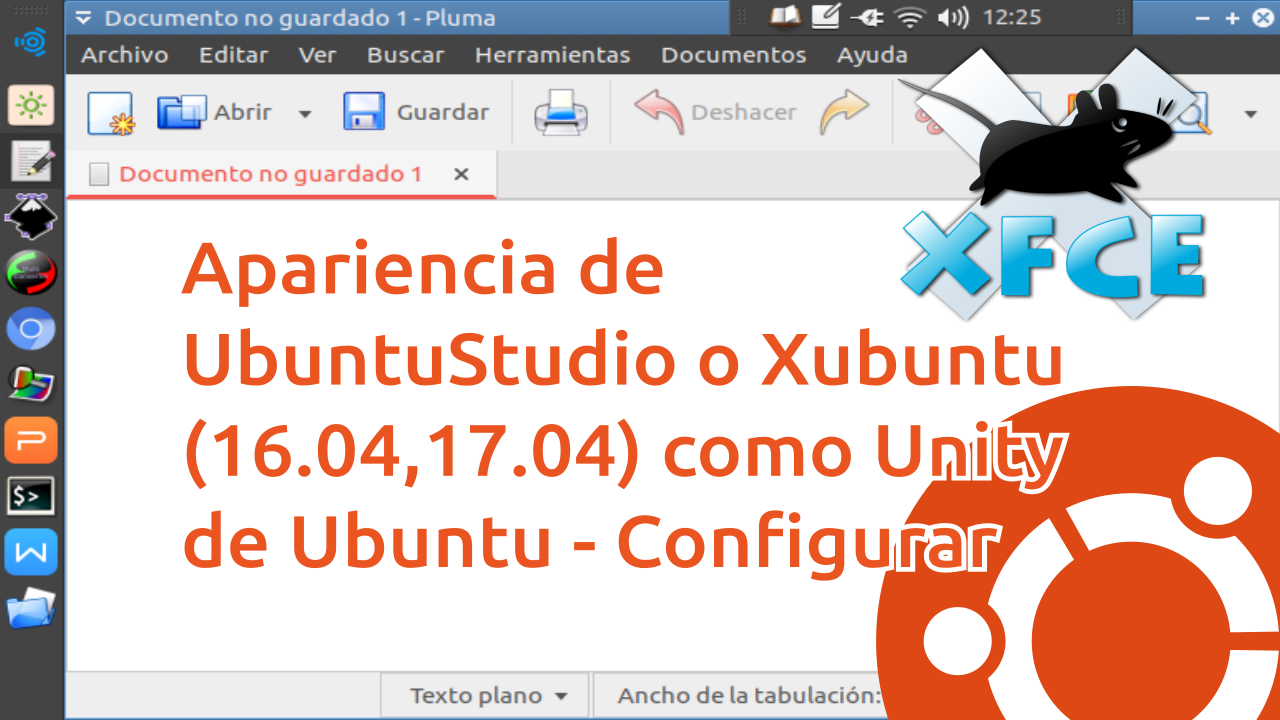 Documento no guardado 1 - Pluma
12:25
Archivo Editar Ver Buscar Herramientas Documentos Ayuda
Abrir Guardar Deshacer
Documento no guardado 1
XFCE
Apariencia de
UbuntuStudio o Xubuntu
(16.04,17.04) como Unity
de Ubuntu - Configurar
$>
Texto plano Ancho de la tabulación: